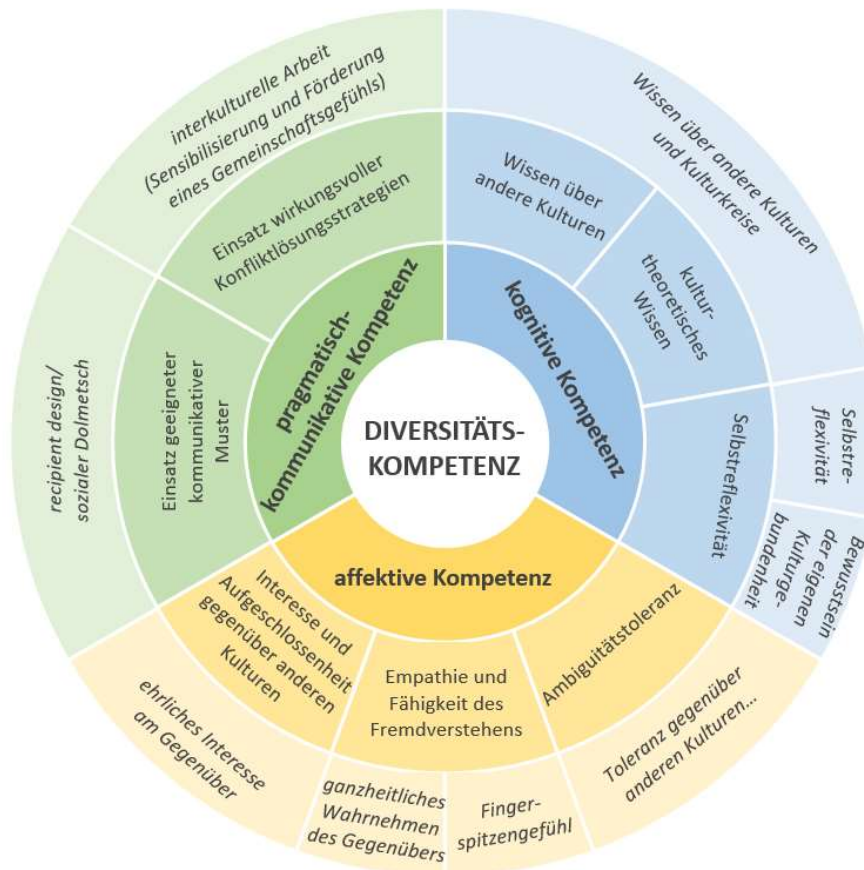 DIVERSITÄTS-
KOMPETENZ
kognitive Kompetenz
Wissen über
andere Kulturen
kultur-
theoretisches
Wissen
Selbstreflexivität
Wissen über andere Kulturen
und Kulturkreise
Selbstre-
flexivität
Bewusstsein
der eigenen
Kulturge-
bundenheit
affektive Kompetenz
Ambiguitätstoleranz
Empathie und
Fähigkeit des
Fremdverstehens
Interesse und
Aufgeschlossenheit
gegenüber anderen
Kulturen
Toleranz gegenüber
anderen Kulturen...
Finger-
spitzengefühl
ganzheitliches
Wahrnehmen
des Gegenübers
ehrliches Interesse
am Gegenüber
pragmatisch-
kommunikative Kompetenz
Einsatz geeigneter
kommunikativer
Muster
Einsatz wirkungsvoller
Konfliktlösungsstrategien
recipient design/
sozialer Dolmetsch
interkulturelle Arbeit
(Sensibilisierung und Förderung
eines Gemeinschaftsgefühls)